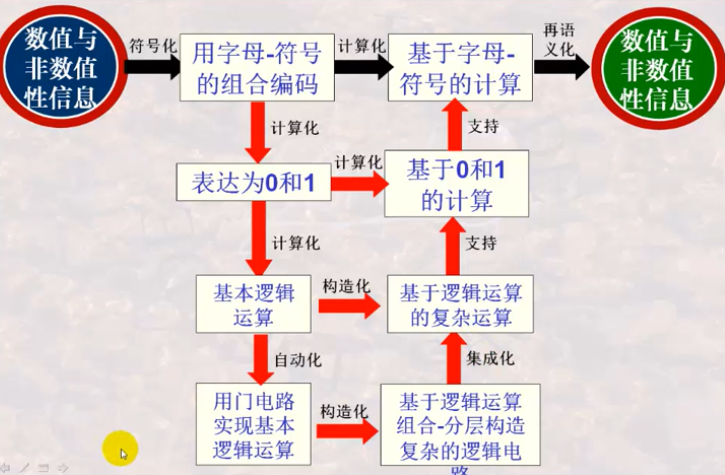 数值与
非数值
性信息
符号化
用字母-符号
的组合编码
计算化
基于字母-
符号的计算
再语
义化
数值与
非数值
性信息
计算化
支持
表达为0和1
计算化
基于0和1
的计算
计算化
支持
基本逻辑
运算
构造化
基于逻辑运算
的复杂运算
自动化
集成化
用门电路
实现基本
逻辑运算
构造化
基于逻辑运算
组合-分层构造
复杂的逻辑电
路